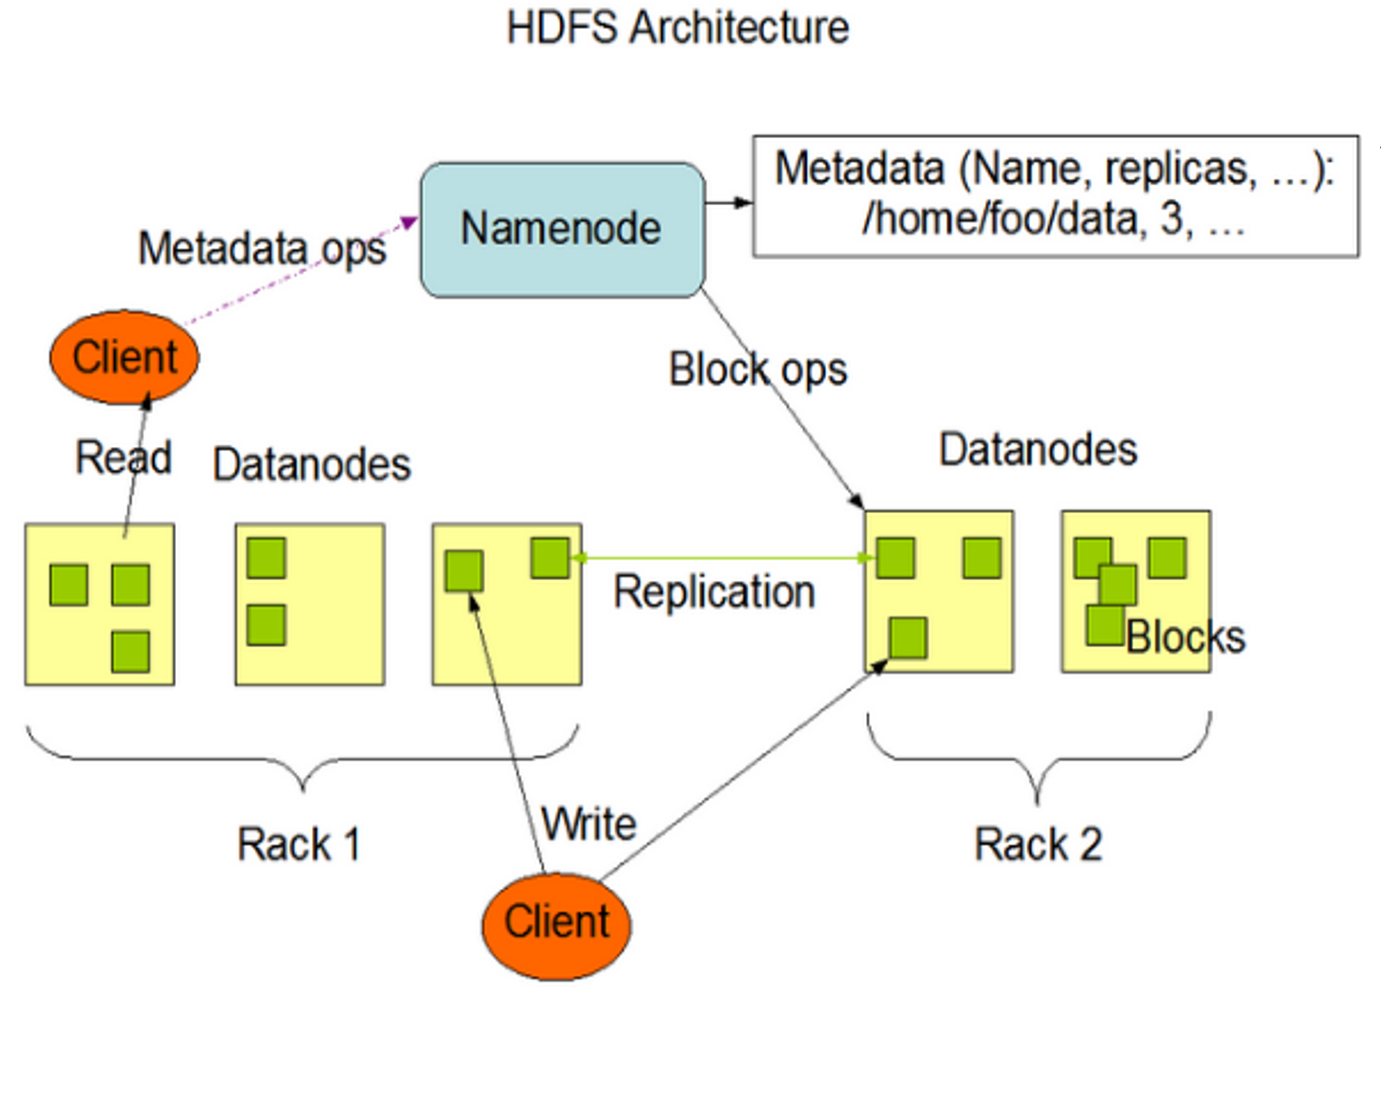 HDFS Architecture
Metadata (Name, replicas, ...):
/home/foo/data, 3, ...
Namenode
Metadata ops
Client
Block ops
Read
Datanodes
Datanodes
Replication
Blocks
Rack 1
Write
Rack 2
Client